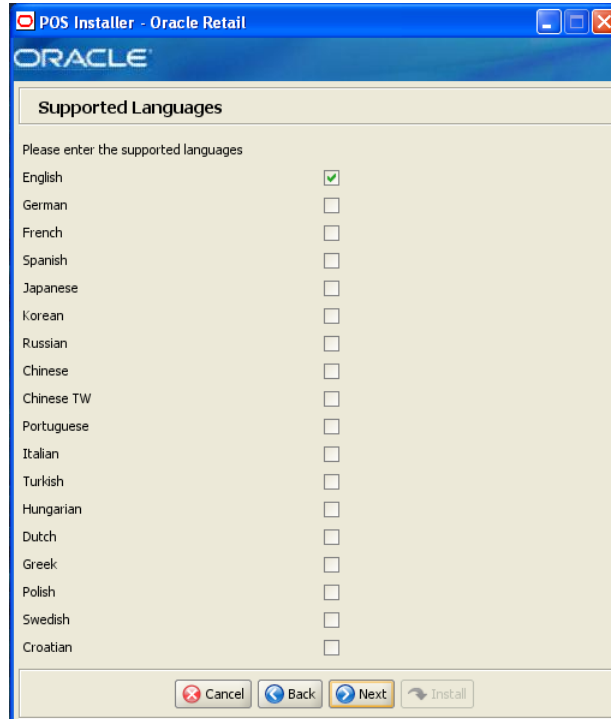 POS Installer - Oracle Retail
ORACLE
Supported Languages
Please enter the supported languages
English
German
French
Spanish
Japanese
Korean
Russian
Chinese
Chinese TW
Portuguese
Italian
Turkish
Hungarian
Dutch
Greek
Polish
Swedish
Croatian
Cancel Back Next Install